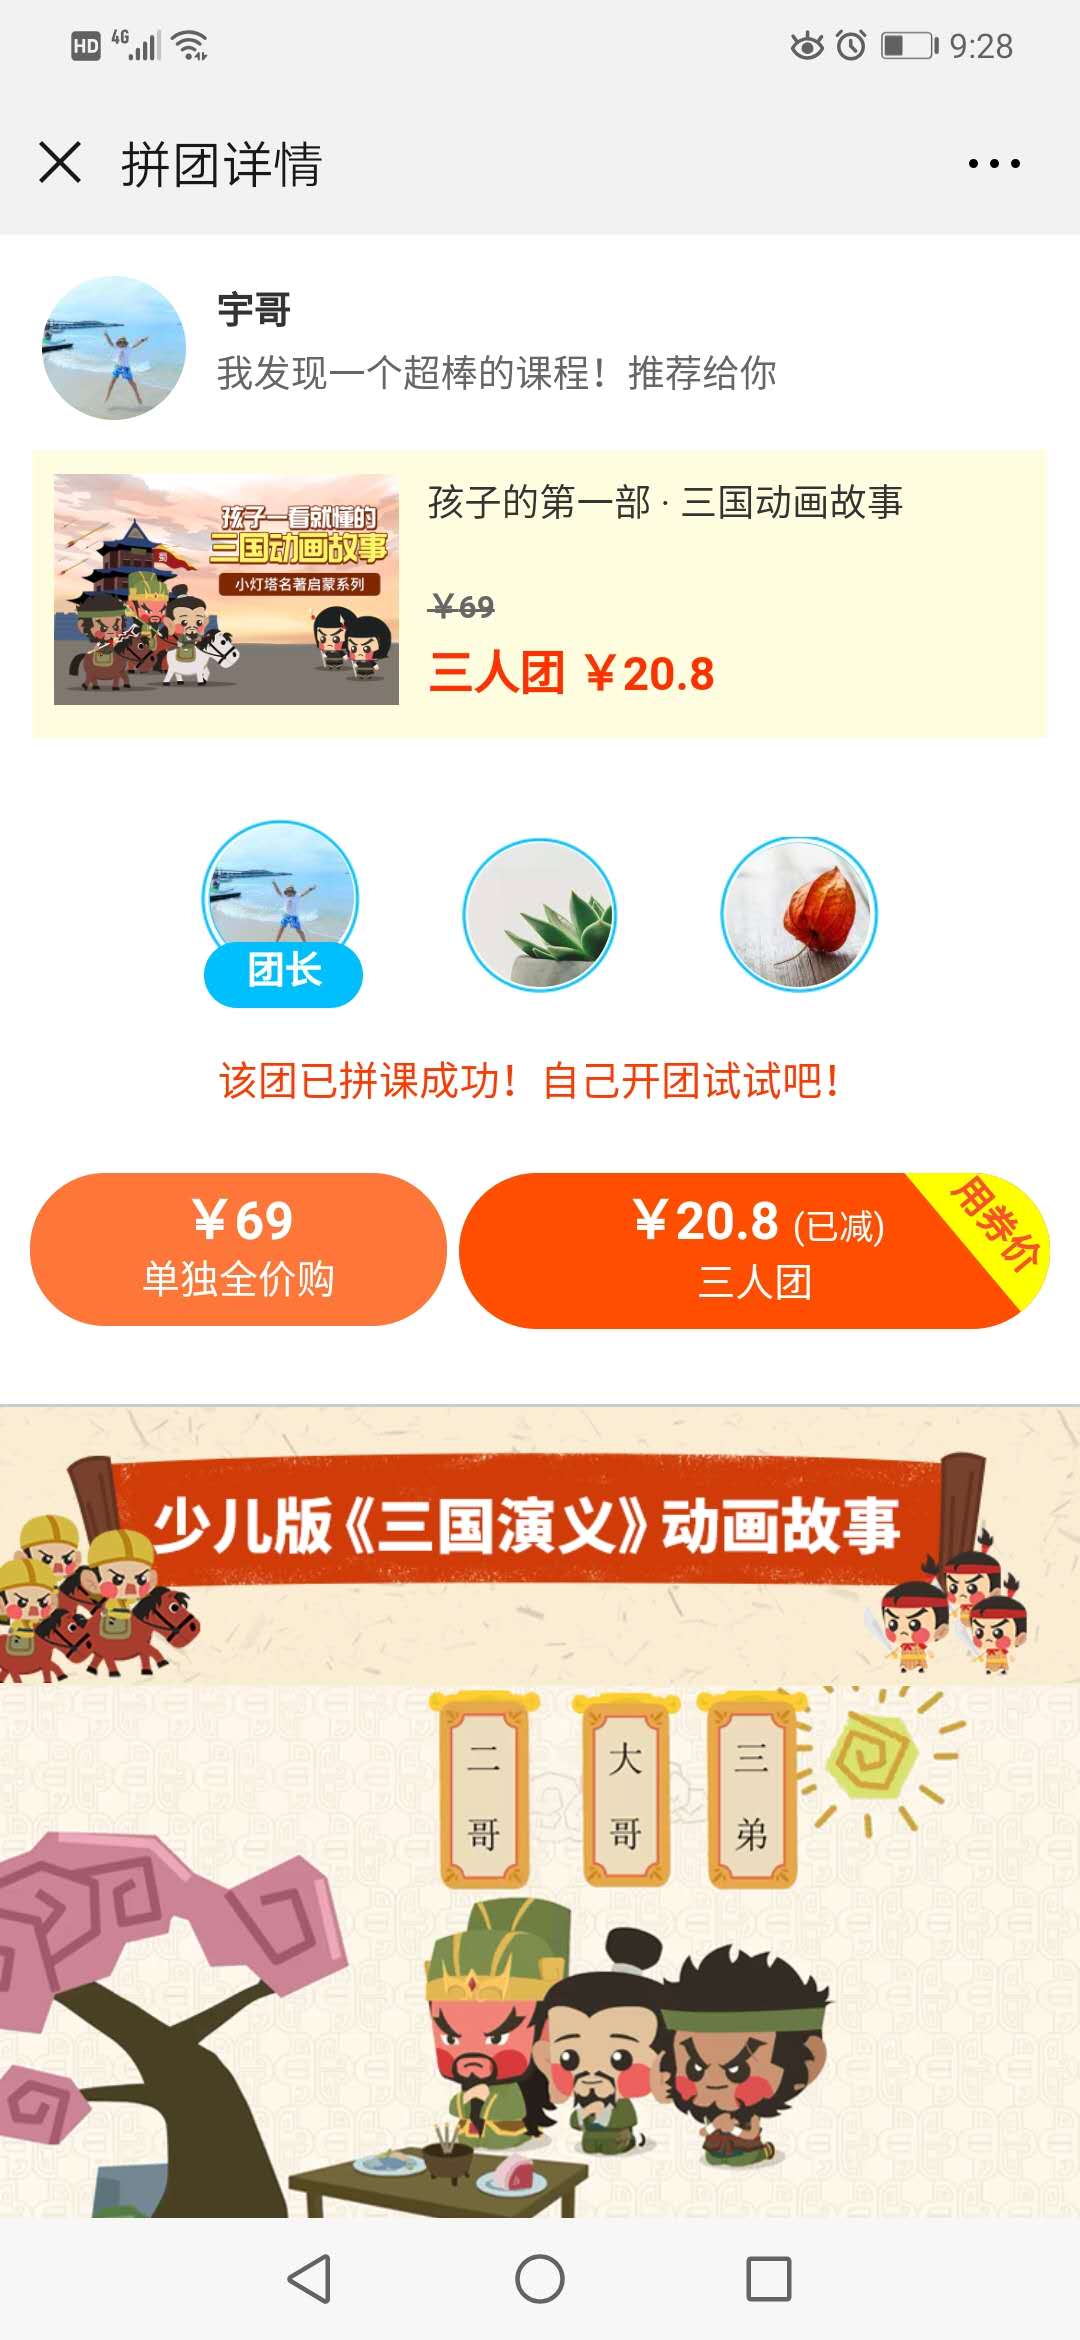 HD 4G 9:28
拼团详情
宇哥
我发现一个超棒的课程！推荐给你
孩子一看就懂的
三国动画故事
小灯塔名著启蒙系列
蜀
孩子的第一部 · 三国动画故事
￥69
三人团 ￥20.8
团长
该团已拼课成功！自己开团试试吧！
￥69
单独全价购
￥20.8 (已减)
三人团
用券价
少儿版《三国演义》动画故事
二哥
大哥
三弟